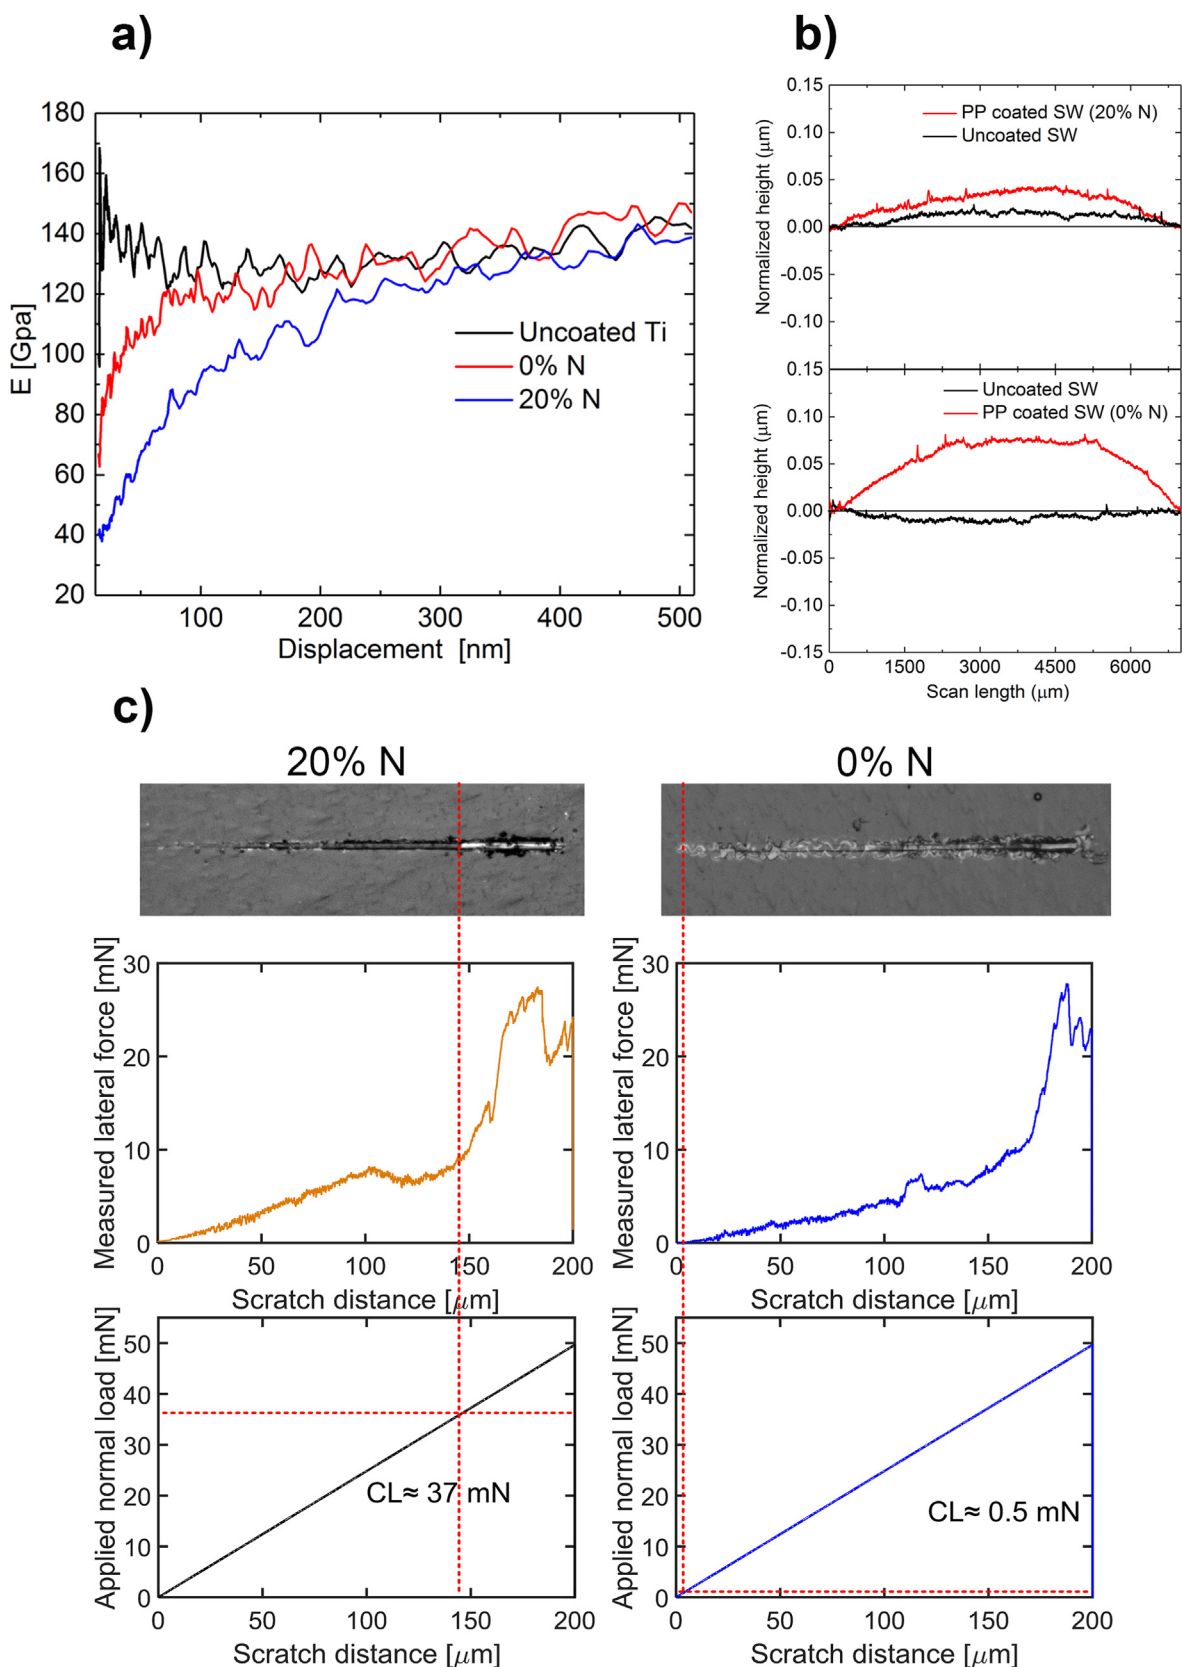 a)
180
160
140
120
100
80
60
40
20
E [Gpa]
Uncoated Ti
0% N
20% N
100
200
300
400
500
Displacement [nm]
b)
0.15
0.10
0.05
0.00
-0.05
-0.10
0.15
Normalized height (μm)
PP coated SW (20% N)
Uncoated SW
0.10
0.05
0.00
-0.05
-0.10
-0.15
Normalized height (μm)
Uncoated SW
PP coated SW (0% N)
0
1500
3000
4500
6000
Scan length (μm)
c)
20% N
0% N
30
20
10
0
Measured lateral force [mN]
0
50
100
150
200
Scratch distance [μm]
30
20
10
0
Measured lateral force [mN]
0
50
100
150
200
Scratch distance [μm]
50
40
30
20
10
0
Applied normal load [mN]
CL≈ 37 mN
0
50
100
150
200
Scratch distance [μm]
50
40
30
20
10
0
Applied normal load [mN]
CL≈ 0.5 mN
0
50
100
150
200
Scratch distance [μm]